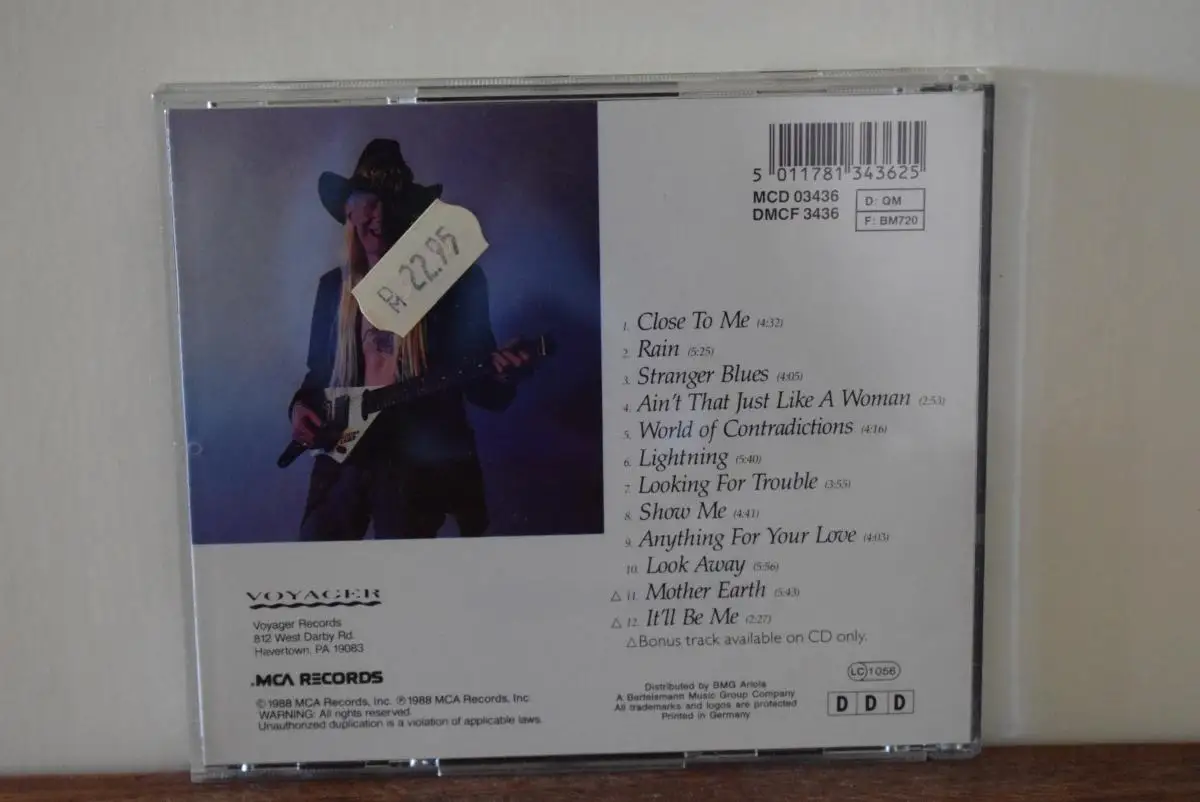 DM 22.95
5 011781 343625
MCD 03436
DMCF 3436
D: QM
F: BM720
1. Close To Me (4:32)
2. Rain (5:25)
3. Stranger Blues (4:05)
4. Ain't That Just Like A Woman (2:53)
5. World of Contradictions (4:16)
6. Lightning (5:40)
7. Looking For Trouble (3:55)
8. Show Me (4:41)
9. Anything For Your Love (4:03)
10. Look Away (5:56)
△ 11. Mother Earth (5:43)
△ 12. It'll Be Me (2:27)
△Bonus track available on CD only.
VOYAGER
Voyager Records
812 West Darby Rd.
Havertown, PA 19083
MCA RECORDS
©1988 MCA Records, Inc. ℗1988 MCA Records, Inc.
WARNING: All rights reserved.
Unauthorized duplication is a violation of applicable laws.
Distributed by BMG Ariola
A Bertelsmann Music Group Company
All trademarks and logos are protected
Printed in Germany
LC 1056
D D D